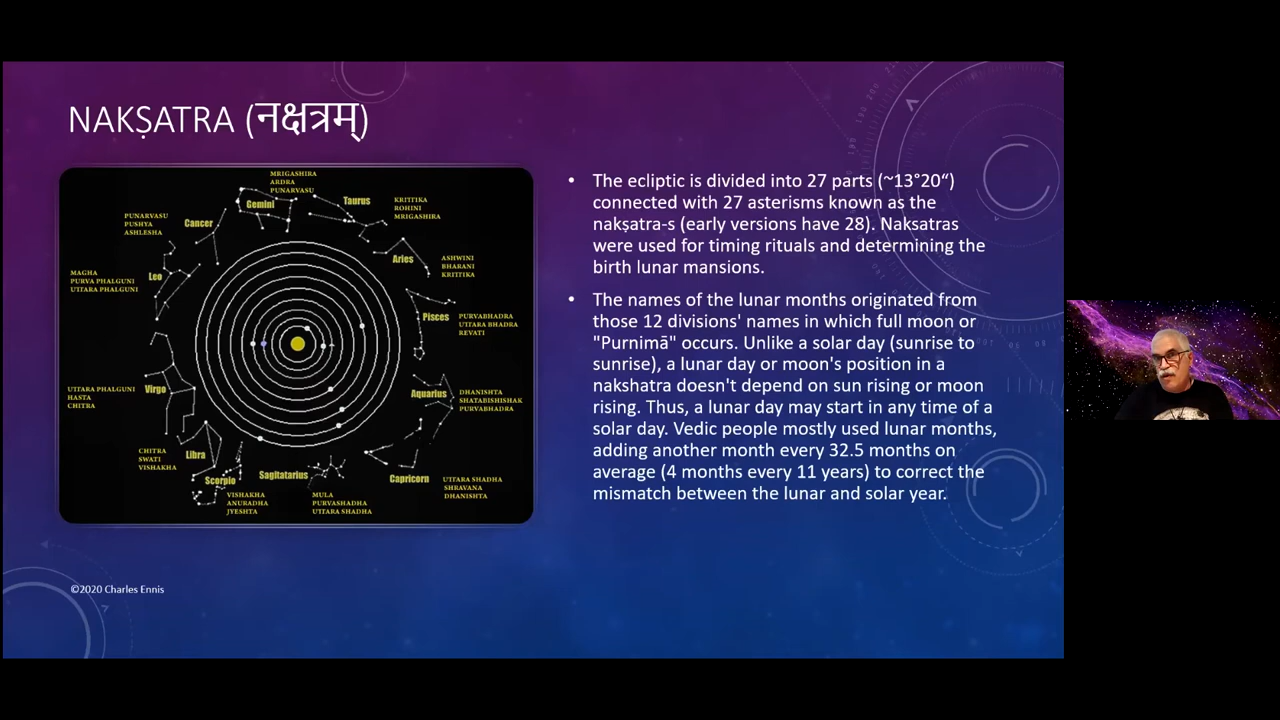 NAKṢATRA (नक्षत्रम्)
MRIGASHIRA
ARDRA
PUNARVASU
Gemini
Taurus
KRITTIKA
ROHINI
MRIGASHIRA
PUNARVASU
PUSHYA
ASHLESHA
Cancer
Aries
ASHWINI
BHARANI
KRITIKA
MAGHA
PURVA PHALGUNI
UTTARA PHALGUNI
Leo
Pisces
PURVABHADRA
UTTARA BHADRA
REVATI
UTTARA PHALGUNI
HASTA
CHITRA
Virgo
Aquarius
DHANISHTA
SHATABISHISHAK
PURVABHADRA
CHITRA
SWATI
VISHAKHA
Libra
Scorpio
VISHAKHA
ANURADHA
JYESHTA
Sagitatarius
MULA
PURVASHADHA
UTTARA SHADHA
Capricorn
UTTARA SHADHA
SHRAVANA
DHANISHTA
• The ecliptic is divided into 27 parts (~13°20“)
connected with 27 asterisms known as the
nakṣatra-s (early versions have 28). Naksatras
were used for timing rituals and determining the
birth lunar mansions.
• The names of the lunar months originated from
those 12 divisions' names in which full moon or
"Purnimā" occurs. Unlike a solar day (sunrise to
sunrise), a lunar day or moon's position in a
nakshatra doesn't depend on sun rising or moon
rising. Thus, a lunar day may start in any time of a
solar day. Vedic people mostly used lunar months,
adding another month every 32.5 months on
average (4 months every 11 years) to correct the
mismatch between the lunar and solar year.
©2020 Charles Ennis